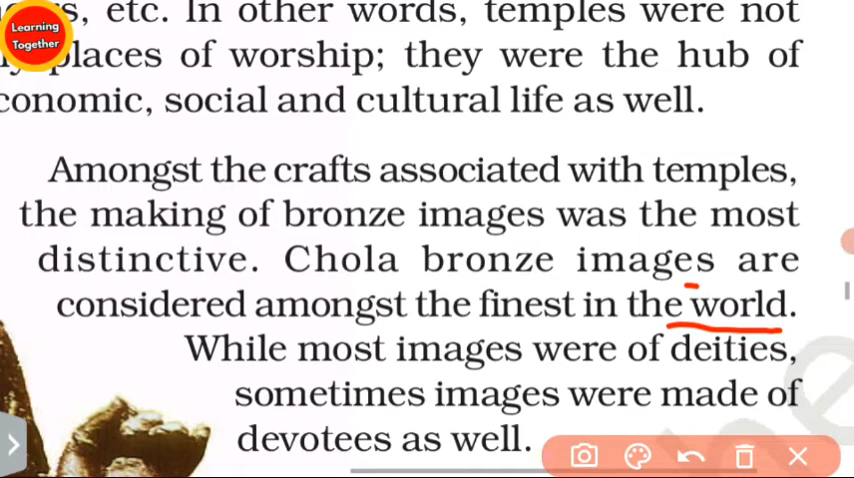 Learning
Together
etc. In other words, temples were not
places of worship; they were the hub of
conomic, social and cultural life as well.
Amongst the crafts associated with temples,
the making of bronze images was the most
distinctive. Chola bronze images are
considered amongst the finest in the world.
While most images were of deities,
sometimes images were made of
devotees as well.